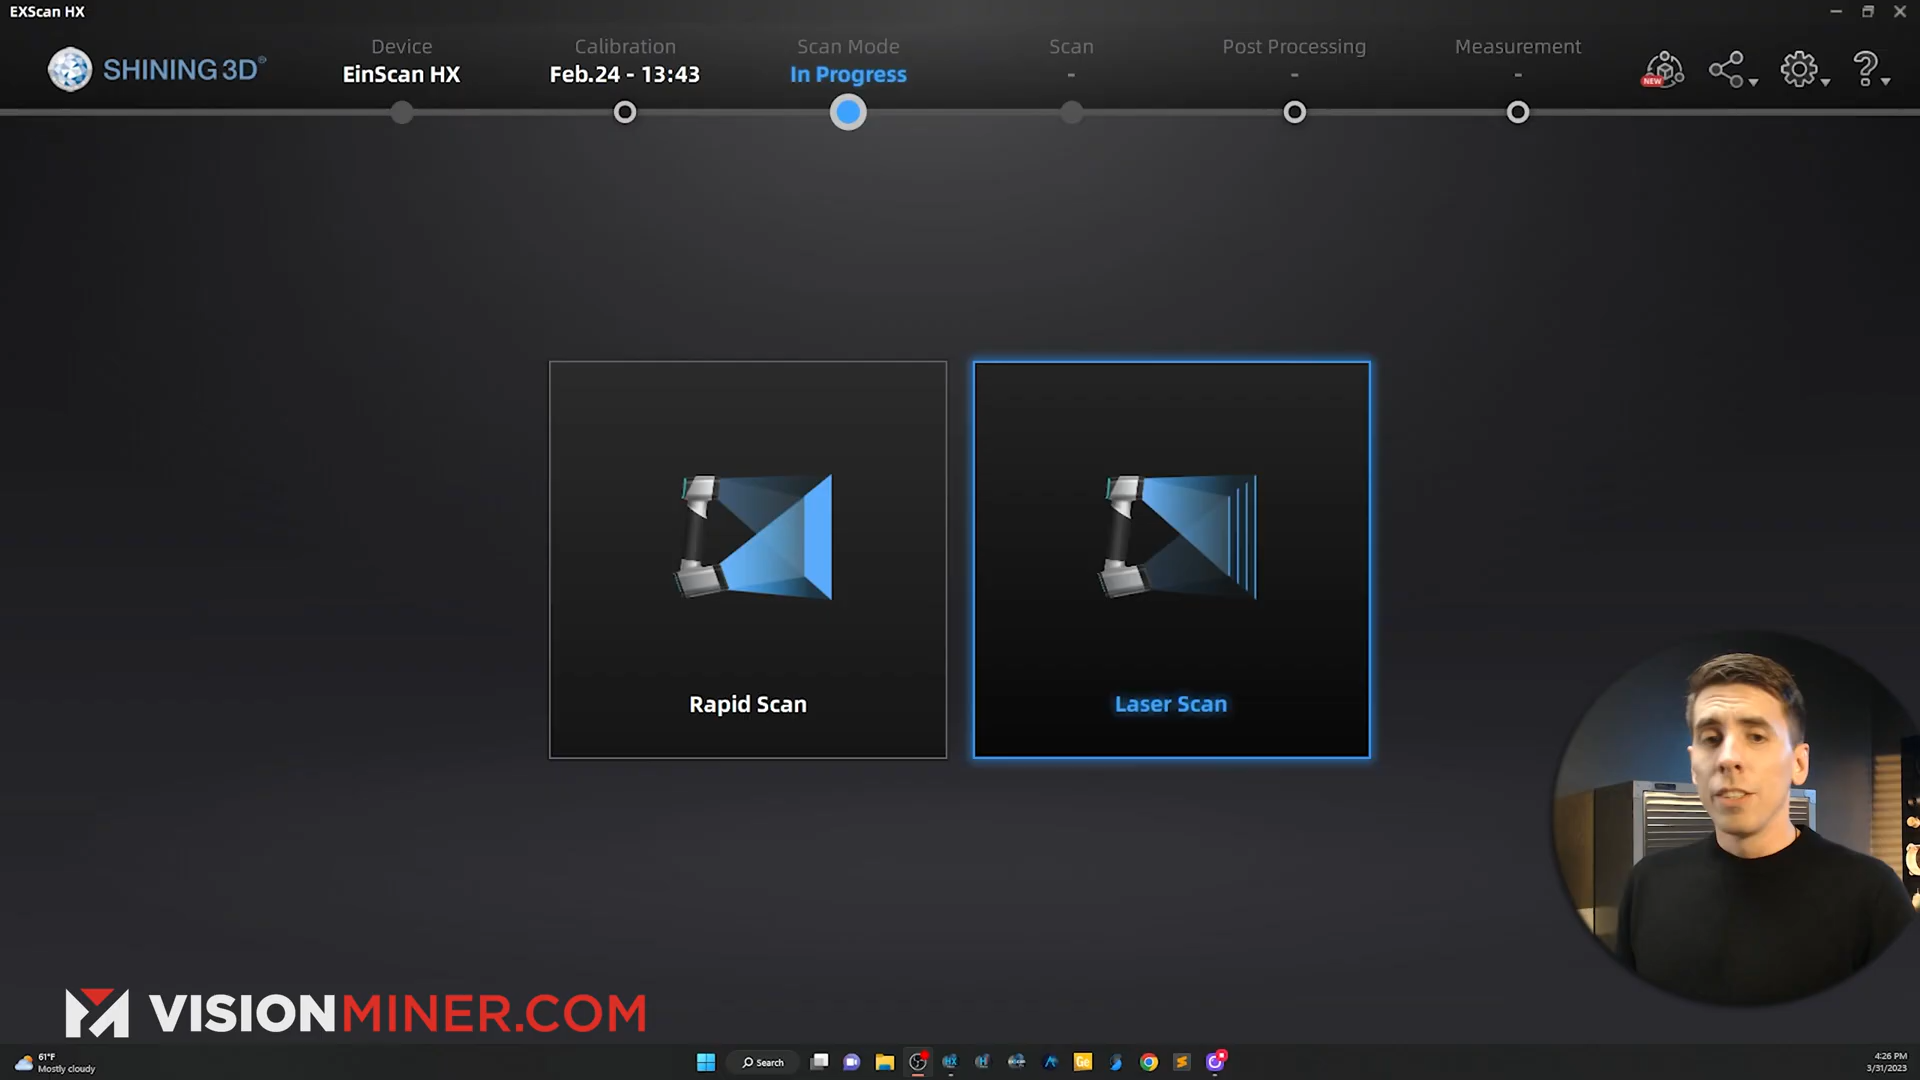 EXScan HX
SHINING 3D®
Device
EinScan HX
Calibration
Feb.24 - 13:43
Scan Mode
In Progress
Scan
-
Post Processing
-
Measurement
-
NEW
Rapid Scan
Laser Scan
VISIONMINER.COM
61°F
Mostly cloudy
Search
4:26 PM
3/31/2023